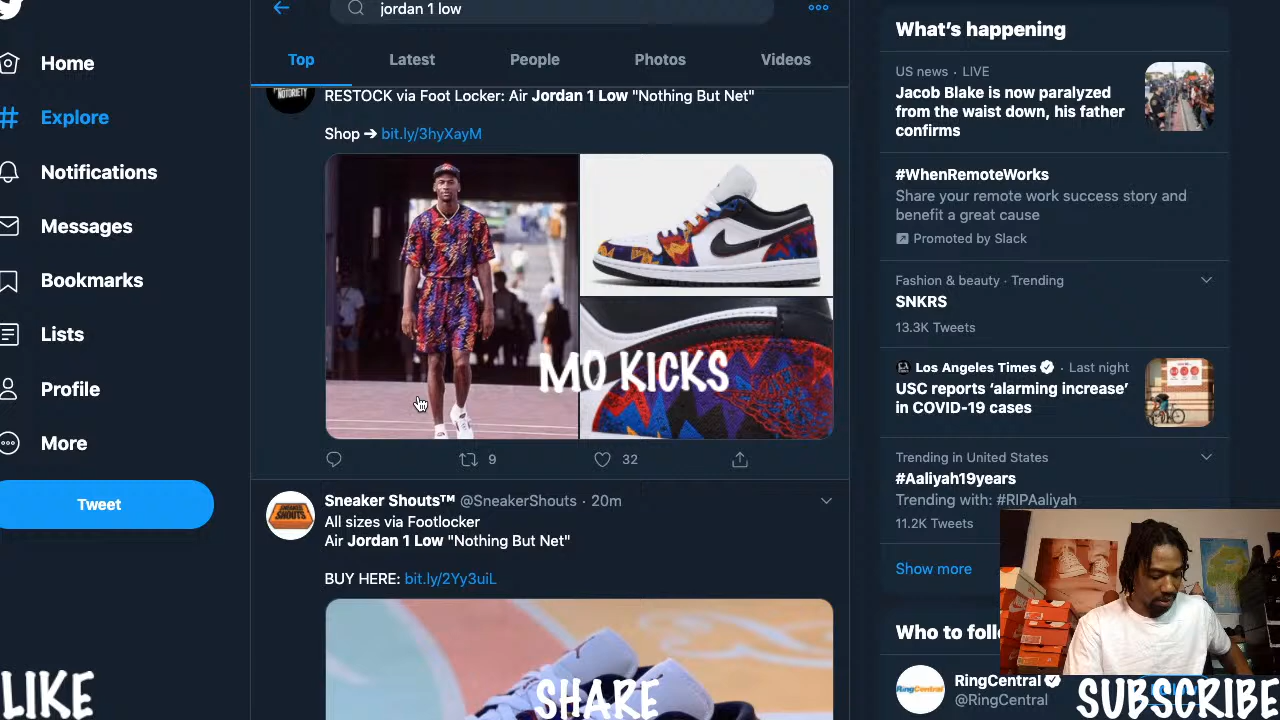 jordan 1 low
Top
Latest
People
Photos
Videos
Home
Explore
Notifications
Messages
Bookmarks
Lists
Profile
More
Tweet
NOTORIETY
RESTOCK via Foot Locker: Air Jordan 1 Low "Nothing But Net"
Shop ➔ bit.ly/3hyXayM
MO KICKS
9
32
Sneaker Shouts™ @SneakerShouts · 20m
All sizes via Footlocker
Air Jordan 1 Low "Nothing But Net"
BUY HERE: bit.ly/2Yy3uiL
SNEAKER
SHOUTS
What's happening
US news · LIVE
Jacob Blake is now paralyzed
from the waist down, his father
confirms
#WhenRemoteWorks
Share your remote work success story and
benefit a great cause
Promoted by Slack
Fashion & beauty · Trending
SNKRS
13.3K Tweets
Los Angeles Times · Last night
USC reports ‘alarming increase’
in COVID-19 cases
Trending in United States
#Aaliyah19years
Trending with: #RIPAaliyah
11.2K Tweets
Show more
Who to foll
RingCentral
RingCentral
@RingCentral
LIKE
SHARE
SUBSCRIBE